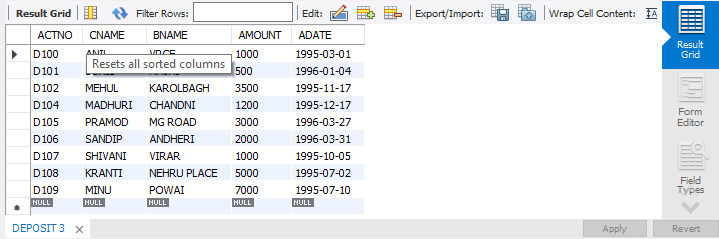 Result Grid Filter Rows: Edit: Export/Import: Wrap Cell Content:
ACTNO CNAME BNAME AMOUNT ADATE
D100 1000 1995-03-01
Resets all sorted columns
D101 500 1996-01-04
D102 MEHUL KAROLBAGH 3500 1995-11-17
D104 MADHURI CHANDNI 1200 1995-12-17
D105 PRAMOD MG ROAD 3000 1996-03-27
D106 SANDIP ANDHERI 2000 1996-03-31
D107 SHIVANI VIRAR 1000 1995-10-05
D108 KRANTI NEHRU PLACE 5000 1995-07-02
D109 MINU POWAI 7000 1995-07-10
NULL NULL NULL NULL NULL
Result
Grid
Form
Editor
Field
Types
DEPOSIT 3
Apply Revert